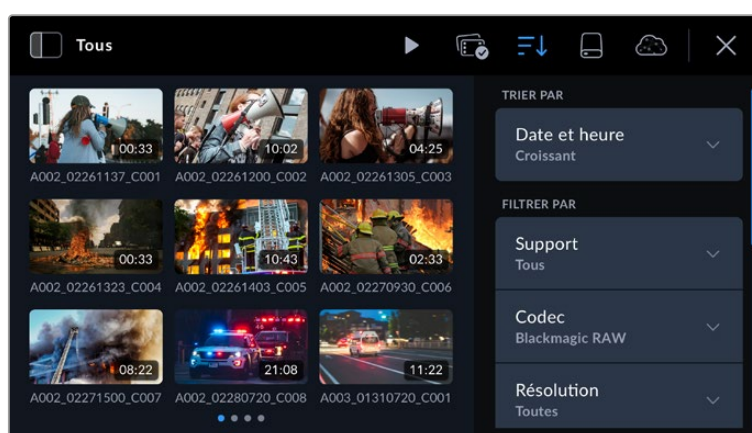 Tous
00:33
10:02
04:25
A002_02261137_C001
A002_02261200_C002
A002_02261305_C003
00:33
10:43
02:33
A002_02261323_C004
A002_02261403_C005
A002_02270930_C006
08:22
21:08
11:22
A002_02271500_C007
A002_02280720_C008
A003_01310720_C001
TRIER PAR
Date et heure
Croissant
FILTRER PAR
Support
Tous
Codec
Blackmagic RAW
Résolution
Toutes